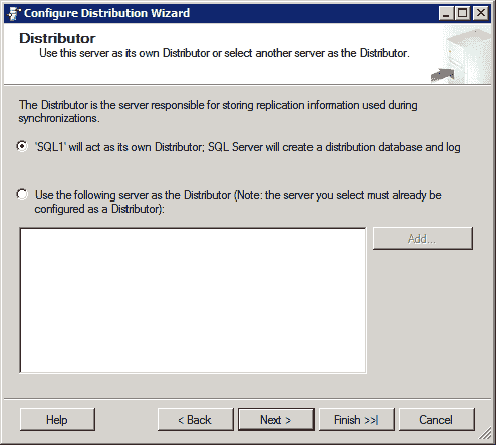 Configure Distribution Wizard
Distributor
Use this server as its own Distributor or select another server as the Distributor.
The Distributor is the server responsible for storing replication information used during
synchronizations.
'SQL1' will act as its own Distributor; SQL Server will create a distribution database and log
Use the following server as the Distributor (Note: the server you select must already be
configured as a Distributor):
Add...
Help
< Back
Next >
Finish >>|
Cancel